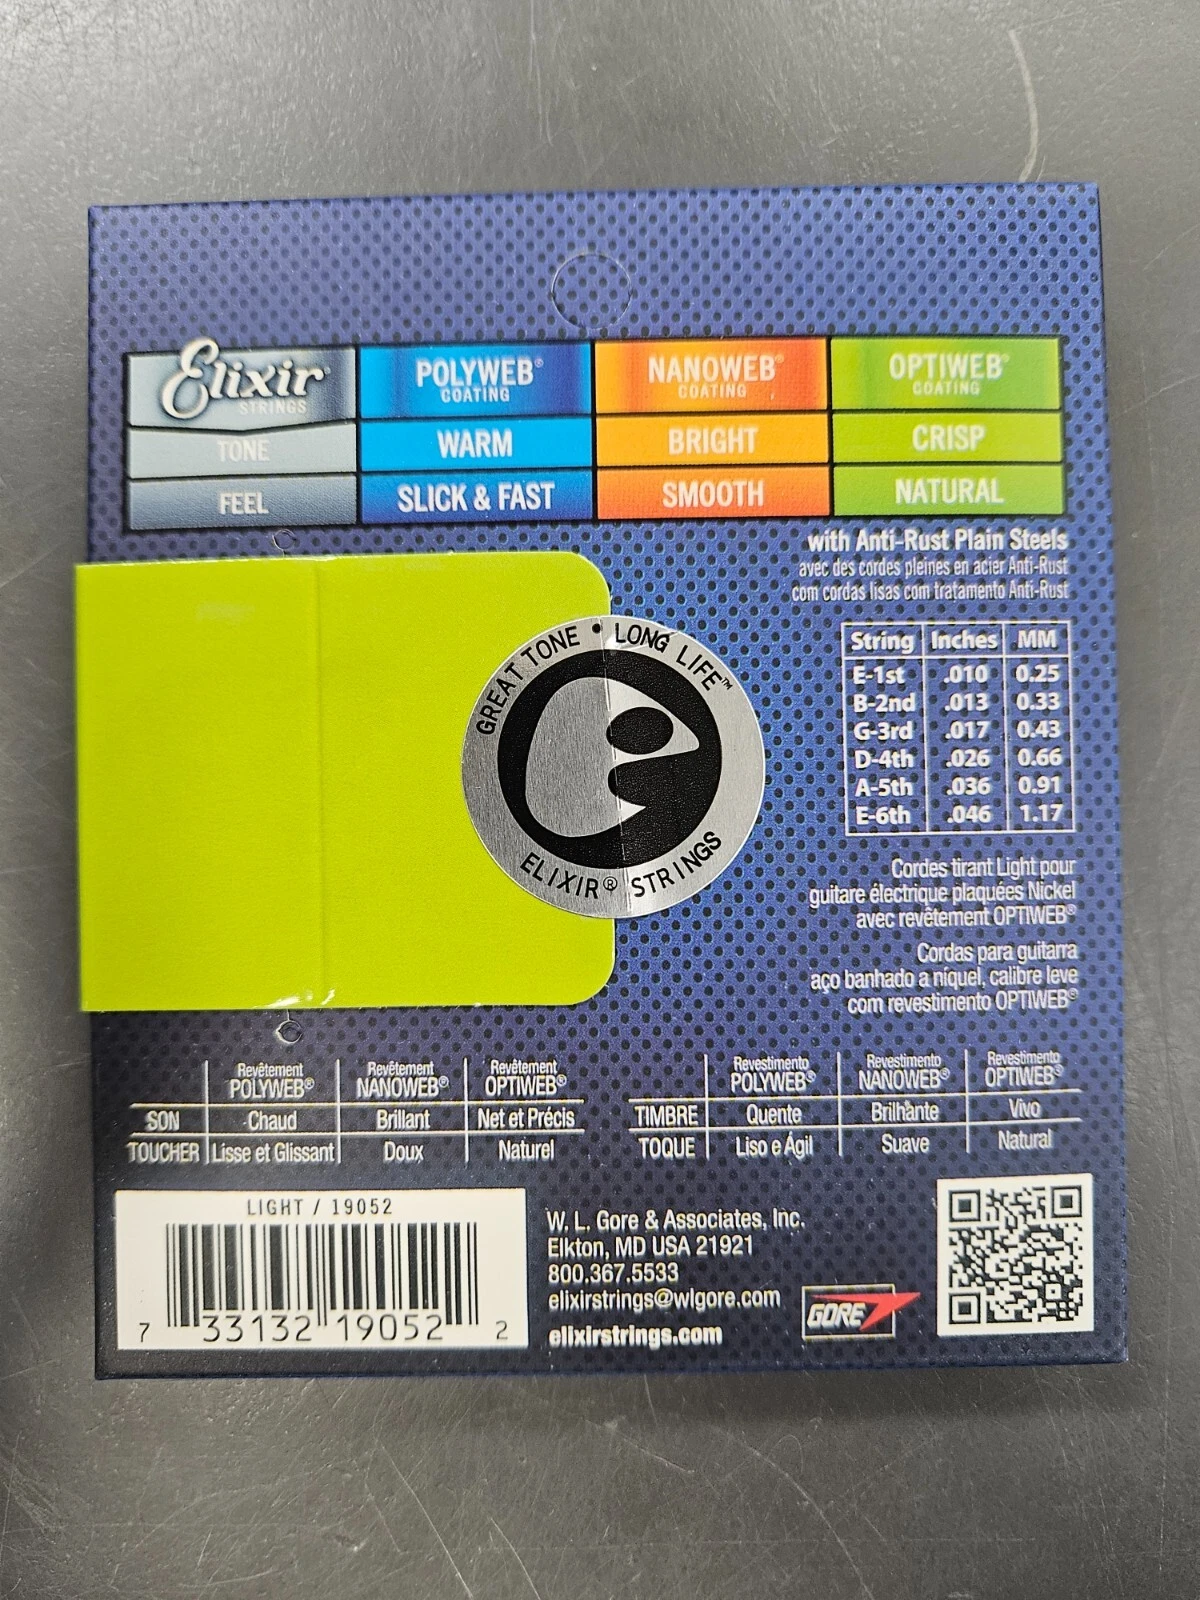 Elixir® POLYWEB® NANOWEB® OPTIWEB®
STRINGS COATING COATING COATING
TONE WARM BRIGHT CRISP
FEEL SLICK & FAST SMOOTH NATURAL
with Anti-Rust Plain Steels
avec des cordes pleines en acier Anti-Rust
com cordas lisas com tratamento Anti-Rust
GREAT TONE • LONG LIFE™
ELIXIR® STRINGS
String Inches MM
E-1st .010 0.25
B-2nd .013 0.33
G-3rd .017 0.43
D-4th .026 0.66
A-5th .036 0.91
E-6th .046 1.17
Cordes tirant Light pour
guitare électrique plaquées Nickel
avec revêtement OPTIWEB®
Cordas para guitarra
aço banhado a níquel, calibre leve
com revestimento OPTIWEB®
Revêtement Revêtement Revêtement
POLYWEB® NANOWEB® OPTIWEB®
SON Chaud Brillant Net et Précis
TOUCHER Lisse et Glissant Doux Naturel
Revestimento Revestimento Revestimento
POLYWEB® NANOWEB® OPTIWEB®
TIMBRE Quente Brilhante Vivo
TOQUE Liso e Ágil Suave Natural
LIGHT / 19052
7 33132 19052 2
W. L. Gore & Associates, Inc.
Elkton, MD USA 21921
800.367.5533
elixirstrings@wlgore.com
elixirstrings.com
GORE